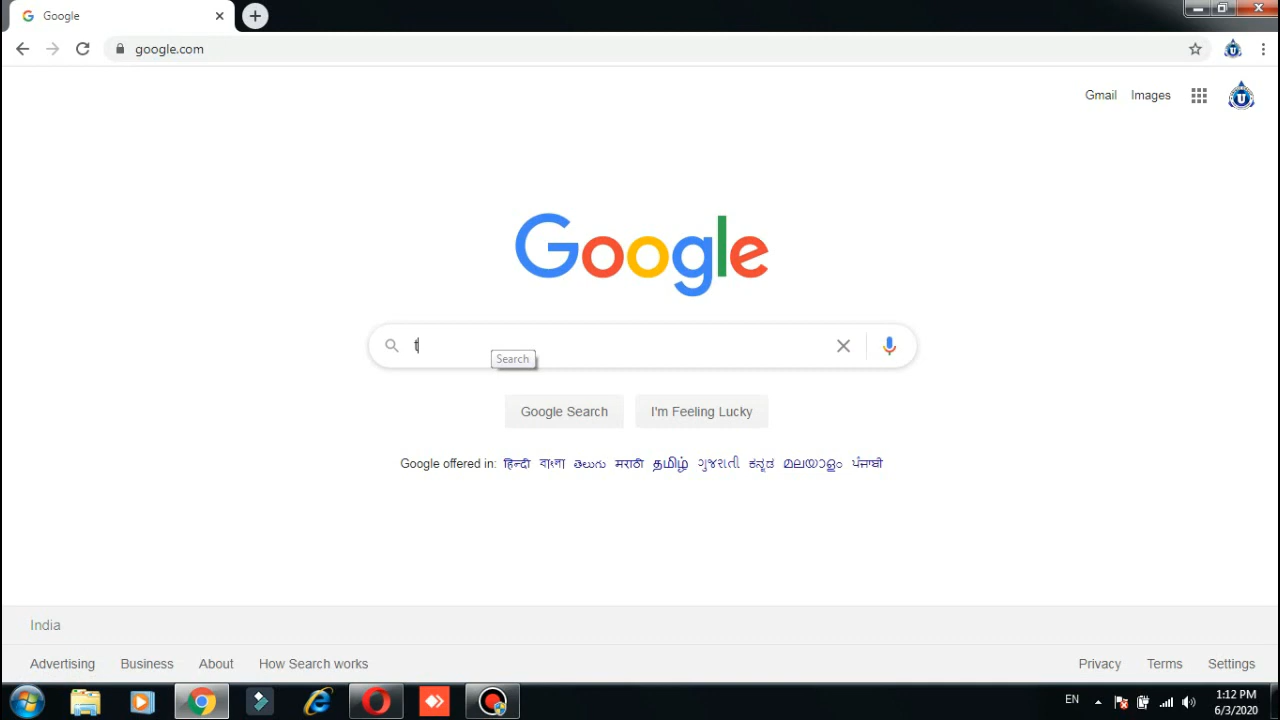 Google
google.com
Gmail Images
U
Google
t
Search
Google Search I'm Feeling Lucky
Google offered in: हिन्दी বাংলা తెలుగు मराठी தமிழ் ગુજરાતી ಕನ್ನಡ മലയാളം ਪੰਜਾਬੀ
India
Advertising Business About How Search works Privacy Terms Settings
EN 1:12 PM
6/3/2020